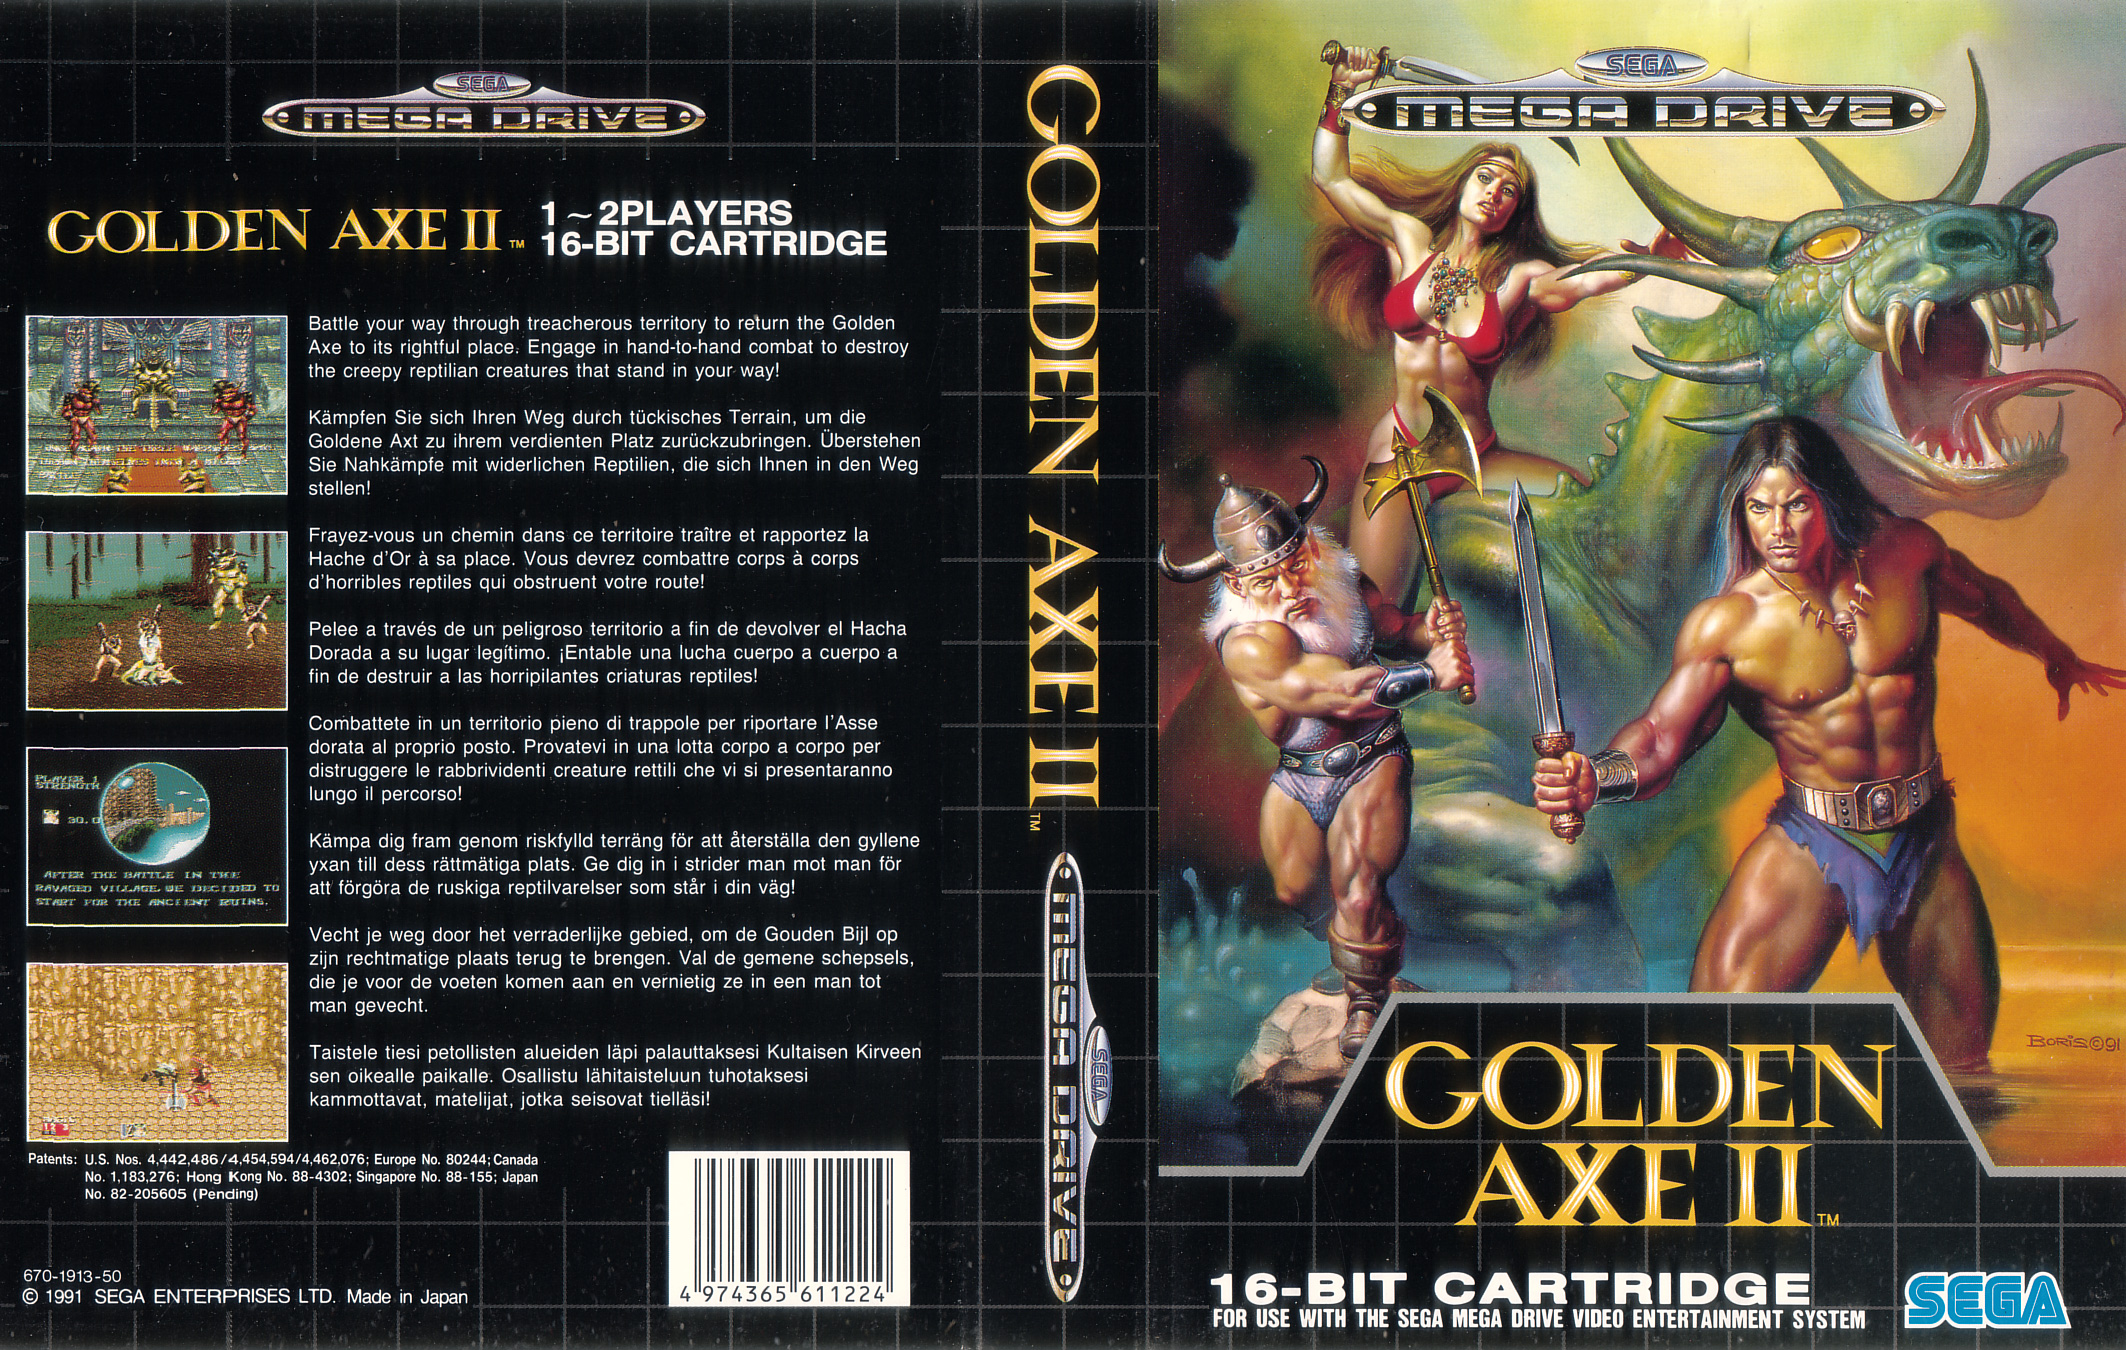 SEGA
MEGA DRIVE
GOLDEN AXE II ™
1~2PLAYERS
16-BIT CARTRIDGE
Battle your way through treacherous territory to return the Golden
Axe to its rightful place. Engage in hand-to-hand combat to destroy
the creepy reptilian creatures that stand in your way!
Kämpfen Sie sich Ihren Weg durch tückisches Terrain, um die
Goldene Axt zu ihrem verdienten Platz zurückzubringen. Überstehen
Sie Nahkämpfe mit widerlichen Reptilien, die sich Ihnen in den Weg
stellen!
Frayez-vous un chemin dans ce territoire traître et rapportez la
Hache d'Or à sa place. Vous devrez combattre corps à corps
d'horribles reptiles qui obstruent votre route!
Pelee a través de un peligroso territorio a fin de devolver el Hacha
Dorada a su lugar legítimo. ¡Entable una lucha cuerpo a cuerpo a
fin de destruir a las horripilantes criaturas reptiles!
Combattete in un territorio pieno di trappole per riportare l'Asse
dorata al proprio posto. Provatevi in una lotta corpo a corpo per
distruggere le rabbrividenti creature rettili che vi si presentaranno
lungo il percorso!
Kämpa dig fram genom riskfylld terräng för att återställa den gyllene
yxan till dess rättmätiga plats. Ge dig in i strider man mot man för
att förgöra de ruskiga reptilvarelser som står i din väg!
Vecht je weg door het verraderlijke gebied, om de Gouden Bijl op
zijn rechtmatige plaats terug te brengen. Val de gemene schepsels,
die je voor de voeten komen aan en vernietig ze in een man tot
man gevecht.
Taistele tiesi petollisten alueiden läpi palauttaksesi Kultaisen Kirveen
sen oikealle paikalle. Osallistu lähitaisteluun tuhotaksesi
kammottavat, matelijat, jotka seisovat tielläsi!
PLAYER 1
STRENGTH
30.0
AFTER THE BATTLE IN THE
RAVAGED VILLAGE, WE DECIDED TO
START FOR THE ANCIENT RUINS.
Patents: U.S. Nos. 4,442,486/4,454,594/4,462,076; Europe No. 80244; Canada
No. 1,183,276; Hong Kong No. 88-4302; Singapore No. 88-155; Japan
No. 82-205605 (Pending)
670-1913-50
© 1991 SEGA ENTERPRISES LTD. Made in Japan
4 974365 611224
GOLDEN AXE II ™
SEGA
MEGA DRIVE
SEGA
MEGA DRIVE
BORIS©91
GOLDEN
AXE II ™
16-BIT CARTRIDGE
FOR USE WITH THE SEGA MEGA DRIVE VIDEO ENTERTAINMENT SYSTEM
SEGA